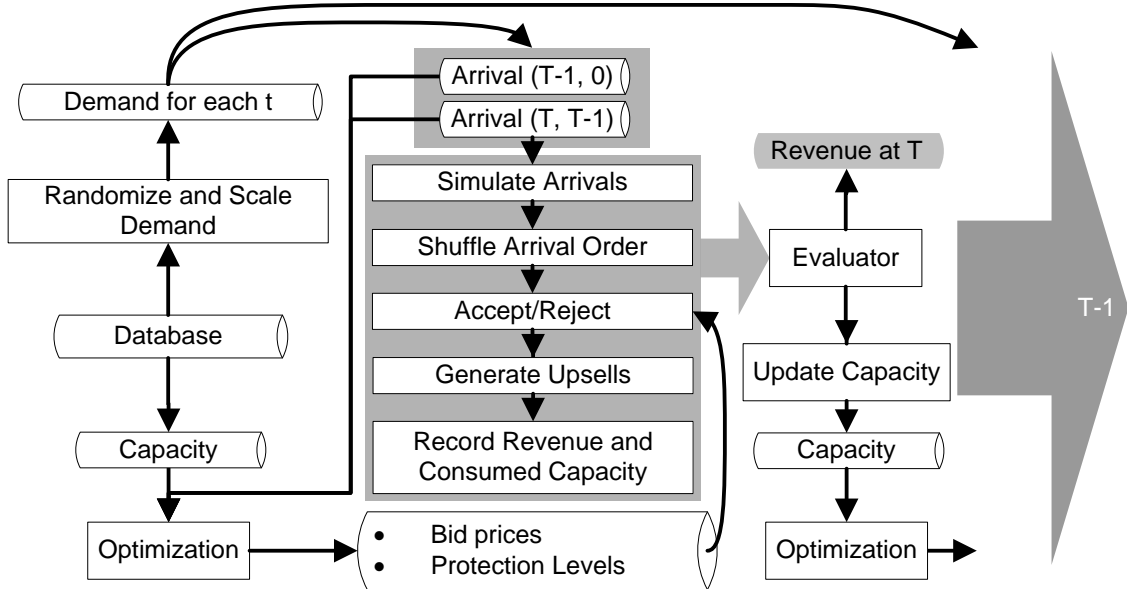 Demand for each t
Randomize and Scale
Demand
Database
Capacity
Optimization
Arrival (T-1, 0)
Arrival (T, T-1)
Simulate Arrivals
Shuffle Arrival Order
Accept/Reject
Generate Upsells
Record Revenue and
Consumed Capacity
• Bid prices
• Protection Levels
Revenue at T
Evaluator
Update Capacity
Capacity
Optimization
T-1